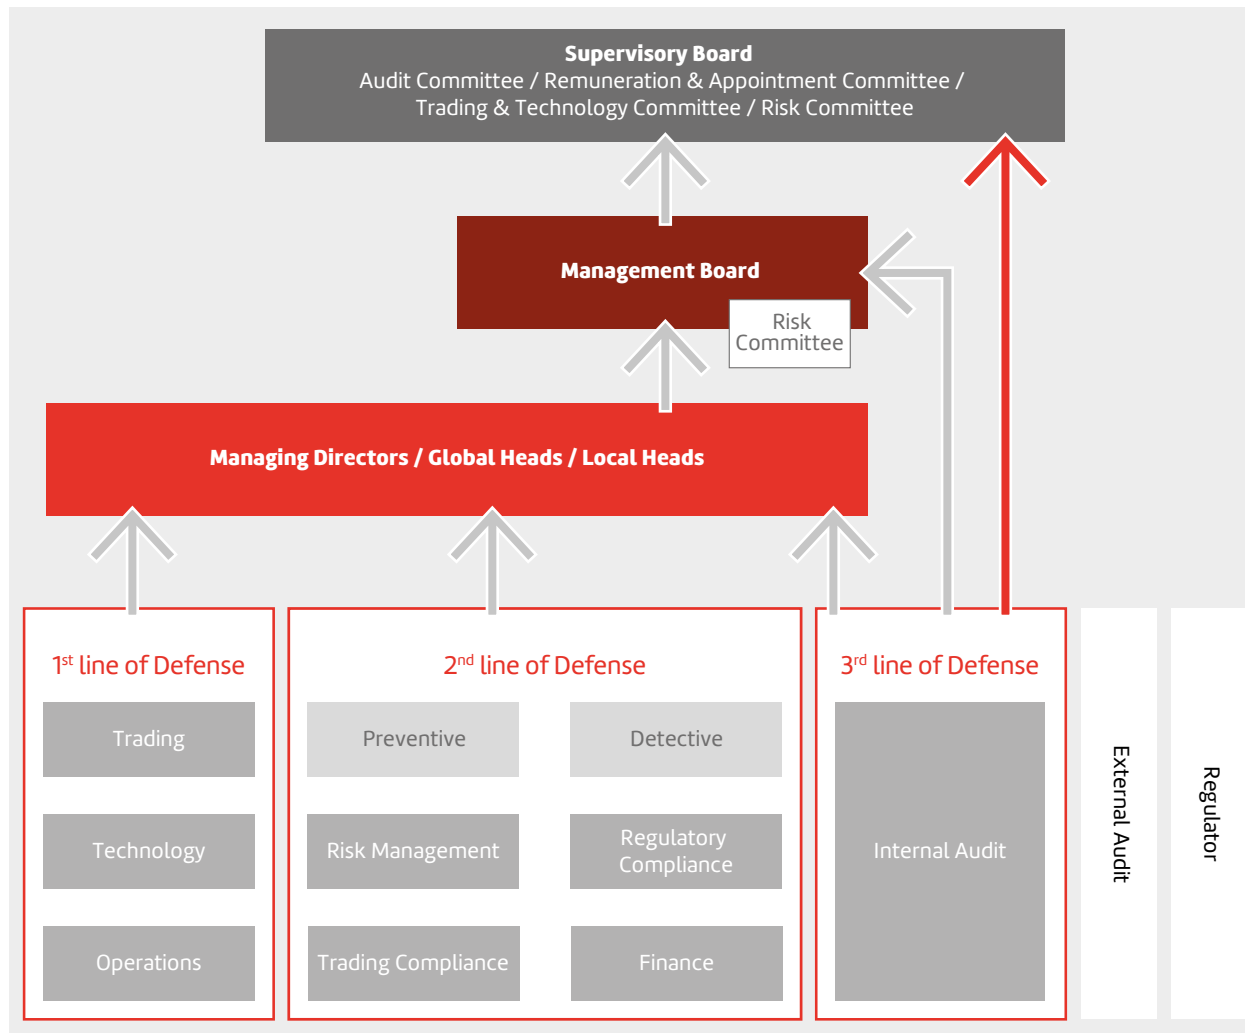 Supervisory Board
Audit Committee / Remuneration & Appointment Committee /
Trading & Technology Committee / Risk Committee
Management Board
Risk
Committee
Managing Directors / Global Heads / Local Heads
1st line of Defense
Trading
Technology
Operations
2nd line of Defense
Preventive
Risk Management
Trading Compliance
Detective
Regulatory
Compliance
Finance
3rd line of Defense
Internal Audit
External Audit
Regulator